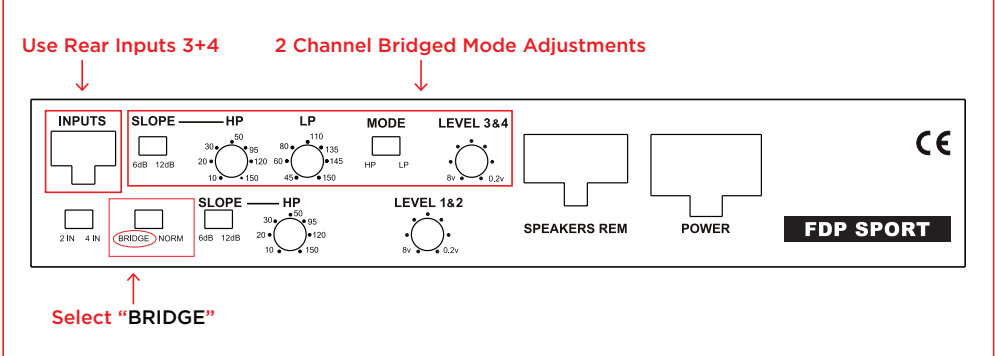 Use Rear Inputs 3+4
2 Channel Bridged Mode Adjustments
INPUTS
SLOPE
HP
LP
MODE
LEVEL 3&4
6dB 12dB
10 20 30 50 95 120 150
45 60 80 110 135 145 150
HP LP
8v 0,2v
2 IN 4 IN
BRIDGE NORM
SLOPE
HP
LEVEL 1&2
6dB 12dB
10 20 30 50 95 120 150
8v 0.2v
SPEAKERS REM
POWER
CE
FDP SPORT
Select “BRIDGE”